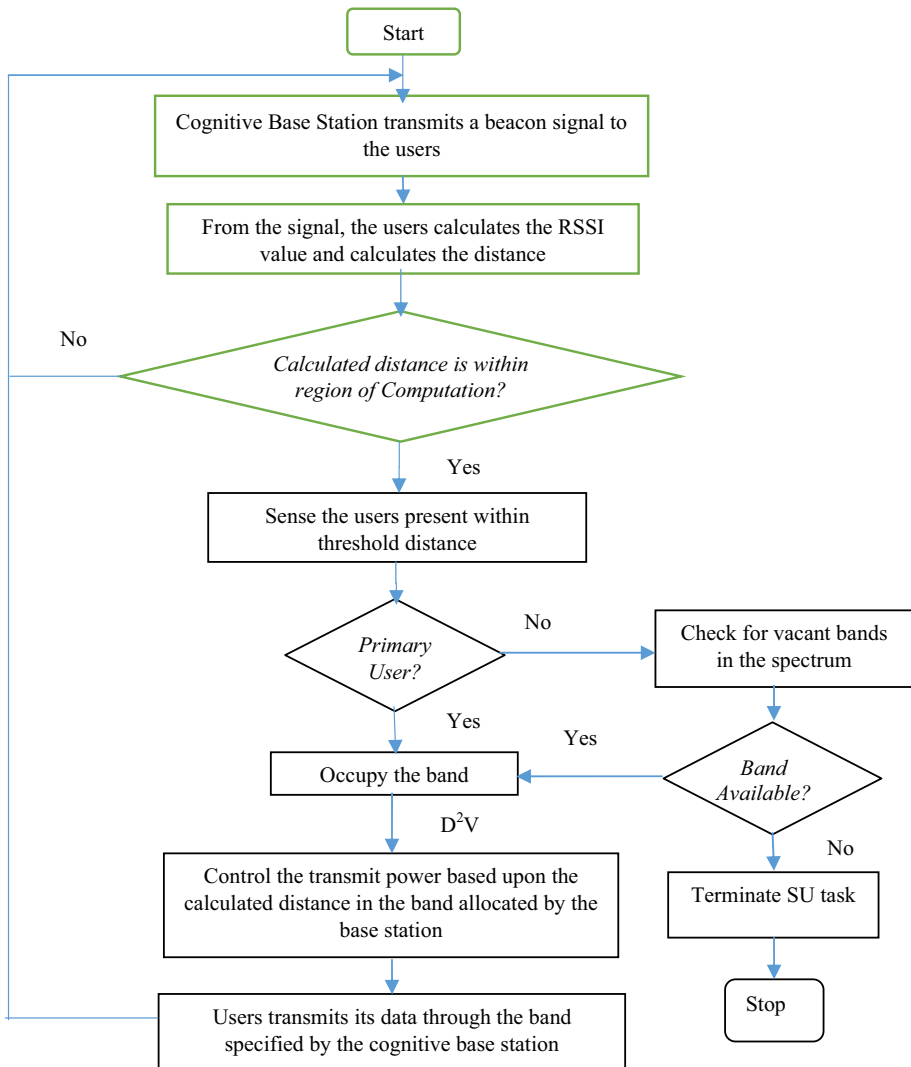 Start
Cognitive Base Station transmits a beacon signal to
the users
From the signal, the users calculates the RSSI
value and calculates the distance
No
Calculated distance is within
region of Computation?
Yes
Sense the users present within
threshold distance
No
Primary
User?
Check for vacant bands
in the spectrum
Yes
Yes
Occupy the band
Band
Available?
D²V
No
Control the transmit power based upon the
calculated distance in the band allocated by the
base station
Terminate SU task
Stop
Users transmits its data through the band
specified by the cognitive base station